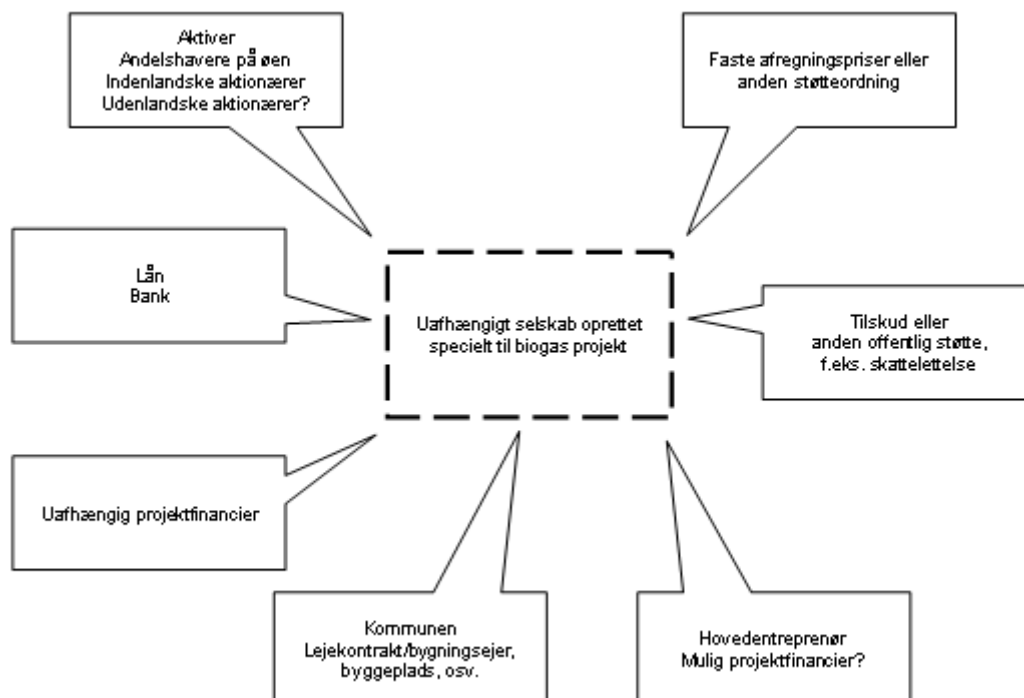 Aktiver
Andelshavere på øen
Indenlandske aktionærer
Udenlandske aktionærer?
Faste afregningspriser eller
anden støtteordning
Lån
Bank
Uafhængigt selskab oprettet
specielt til biogas projekt
Tilskud eller
anden offentlig støtte,
f.eks. skattelettelse
Uafhængig projektfinancier
Kommunen
Lejekontrakt/bygningsejer,
byggeplads, osv.
Hovedentreprenør
Mulig projektfinancier?